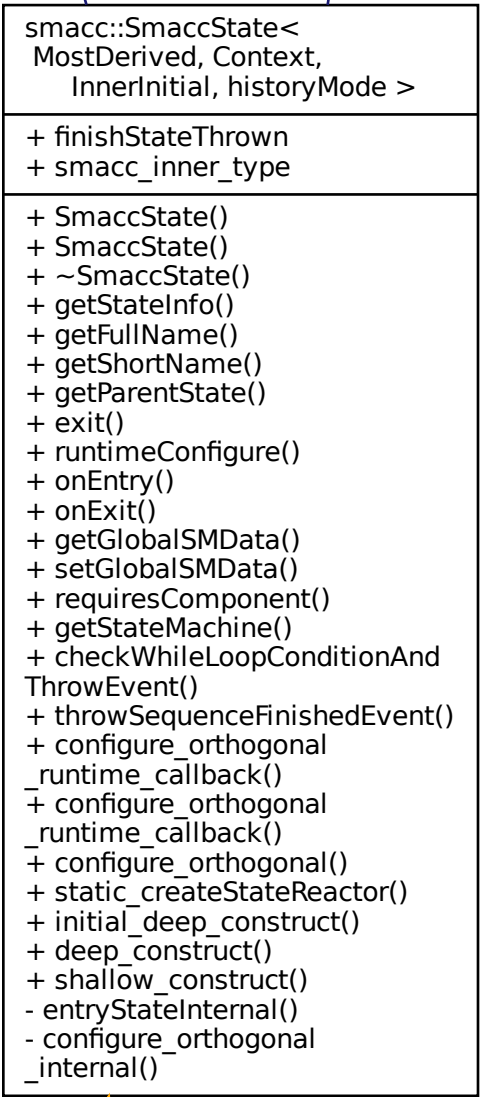 smacc::SmaccState<
MostDerived, Context,
InnerInitial, historyMode >
+ finishStateThrown
+ smacc_inner_type
+ SmaccState()
+ SmaccState()
+ ~SmaccState()
+ getStateInfo()
+ getFullName()
+ getShortName()
+ getParentState()
+ exit()
+ runtimeConfigure()
+ onEntry()
+ onExit()
+ getGlobalSMData()
+ setGlobalSMData()
+ requiresComponent()
+ getStateMachine()
+ checkWhileLoopConditionAnd
ThrowEvent()
+ throwSequenceFinishedEvent()
+ configure_orthogonal
_runtime_callback()
+ configure_orthogonal
_runtime_callback()
+ configure_orthogonal()
+ static_createStateReactor()
+ initial_deep_construct()
+ deep_construct()
+ shallow_construct()
- entryStateInternal()
- configure_orthogonal
_internal()